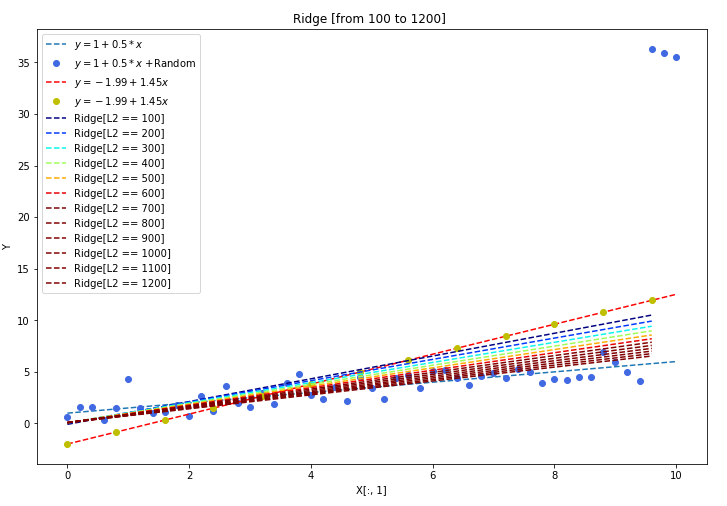 Ridge [from 100 to 1200]
y = 1 + 0.5 * x
y = 1 + 0.5 * x +Random
y = −1.99 + 1.45x
y = −1.99 + 1.45x
Ridge[L2 == 100]
Ridge[L2 == 200]
Ridge[L2 == 300]
Ridge[L2 == 400]
Ridge[L2 == 500]
Ridge[L2 == 600]
Ridge[L2 == 700]
Ridge[L2 == 800]
Ridge[L2 == 900]
Ridge[L2 == 1000]
Ridge[L2 == 1100]
Ridge[L2 == 1200]
35
30
25
20
15
10
5
0
Y
0 2 4 6 8 10
X[:, 1]